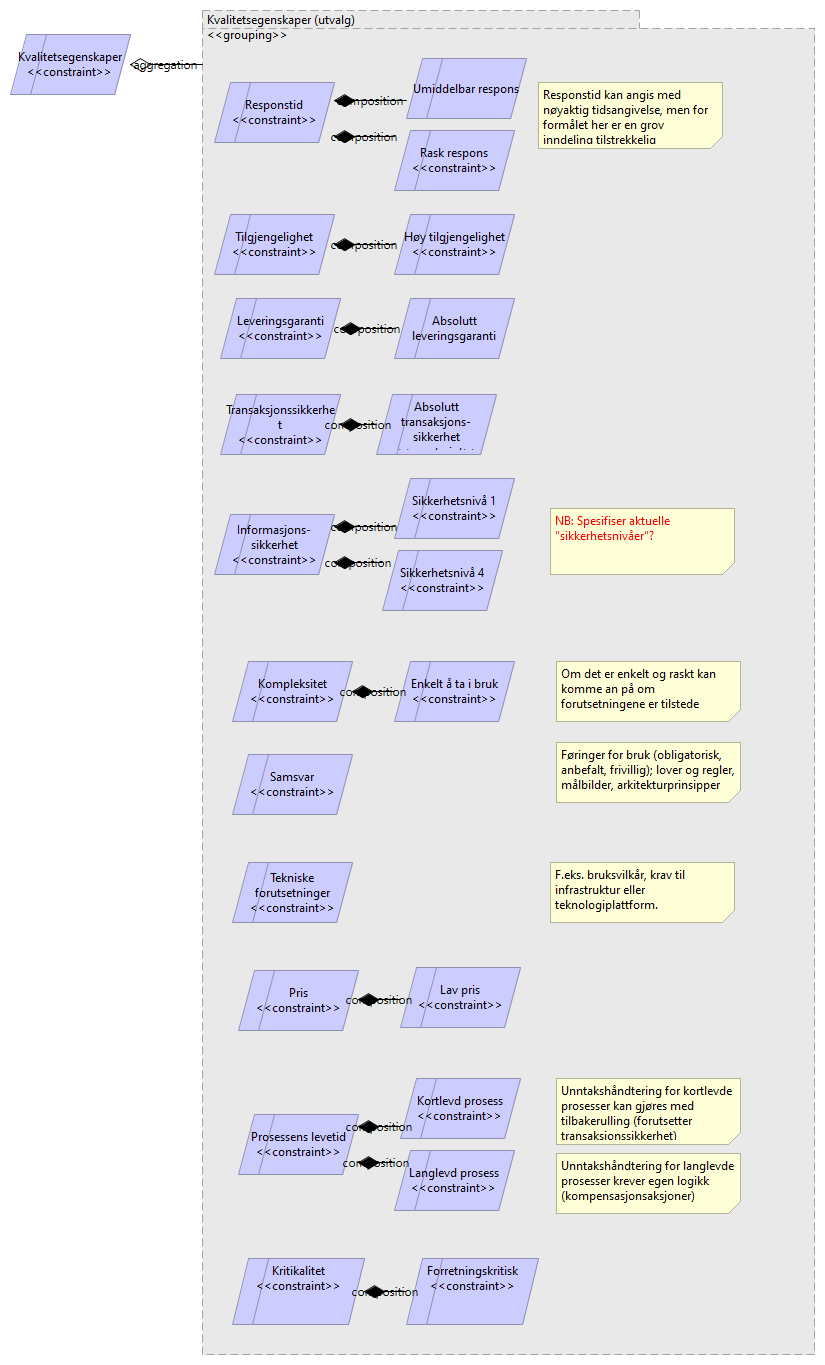 Kvalitetsegenskaper (utvalg)
<<grouping>>
Kvalitetsegenskaper
<<constraint>>
aggregation
Responstid
<<constraint>>
composition
Umiddelbar respons
composition
Rask respons
<<constraint>>
Responstid kan angis med
nøyaktig tidsangivelse, men for
formålet her er en grov
inndeling tilstrekkelig
Tilgjengelighet
<<constraint>>
composition
Høy tilgjengelighet
<<constraint>>
Leveringsgaranti
<<constraint>>
composition
Absolutt
leveringsgaranti
Transaksjonssikkerhe
t
<<constraint>>
composition
Absolutt
transaksjons-
sikkerhet
Informasjons-
sikkerhet
<<constraint>>
composition
Sikkerhetsnivå 1
<<constraint>>
composition
Sikkerhetsnivå 4
<<constraint>>
NB: Spesifiser aktuelle
"sikkerhetsnivåer"?
Kompleksitet
<<constraint>>
composition
Enkelt å ta i bruk
<<constraint>>
Om det er enkelt og raskt kan
komme an på om
forutsetningene er tilstede
Samsvar
<<constraint>>
Føringer for bruk (obligatorisk,
anbefalt, frivillig); lover og regler,
målbilder, arkitekturprinsipper
Tekniske
forutsetninger
<<constraint>>
F.eks. bruksvilkår, krav til
infrastruktur eller
teknologiplattform.
Pris
<<constraint>>
composition
Lav pris
<<constraint>>
Prosessens levetid
<<constraint>>
composition
Kortlevd prosess
<<constraint>>
composition
Langlevd prosess
<<constraint>>
Unntakshåndtering for kortlevde
prosesser kan gjøres med
tilbakerulling (forutsetter
transaksjonssikkerhet)
Unntakshåndtering for langlevde
prosesser krever egen logikk
(kompensasjonsaksjoner)
Kritikalitet
<<constraint>>
composition
Forretningskritisk
<<constraint>>